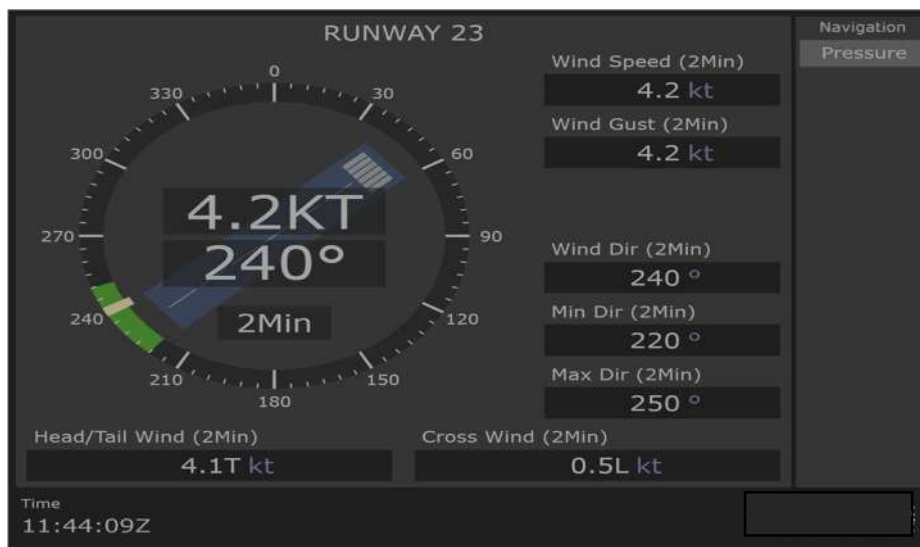 RUNWAY 23
Navigation
Pressure
0
30
60
90
120
150
180
210
240
270
300
330
4.2KT
240°
2Min
Wind Speed (2Min)
4.2 kt
Wind Gust (2Min)
4.2 kt
Wind Dir (2Min)
240 °
Min Dir (2Min)
220 °
Max Dir (2Min)
250 °
Head/Tail Wind (2Min)
4.1T kt
Cross Wind (2Min)
0.5L kt
Time
11:44:09Z